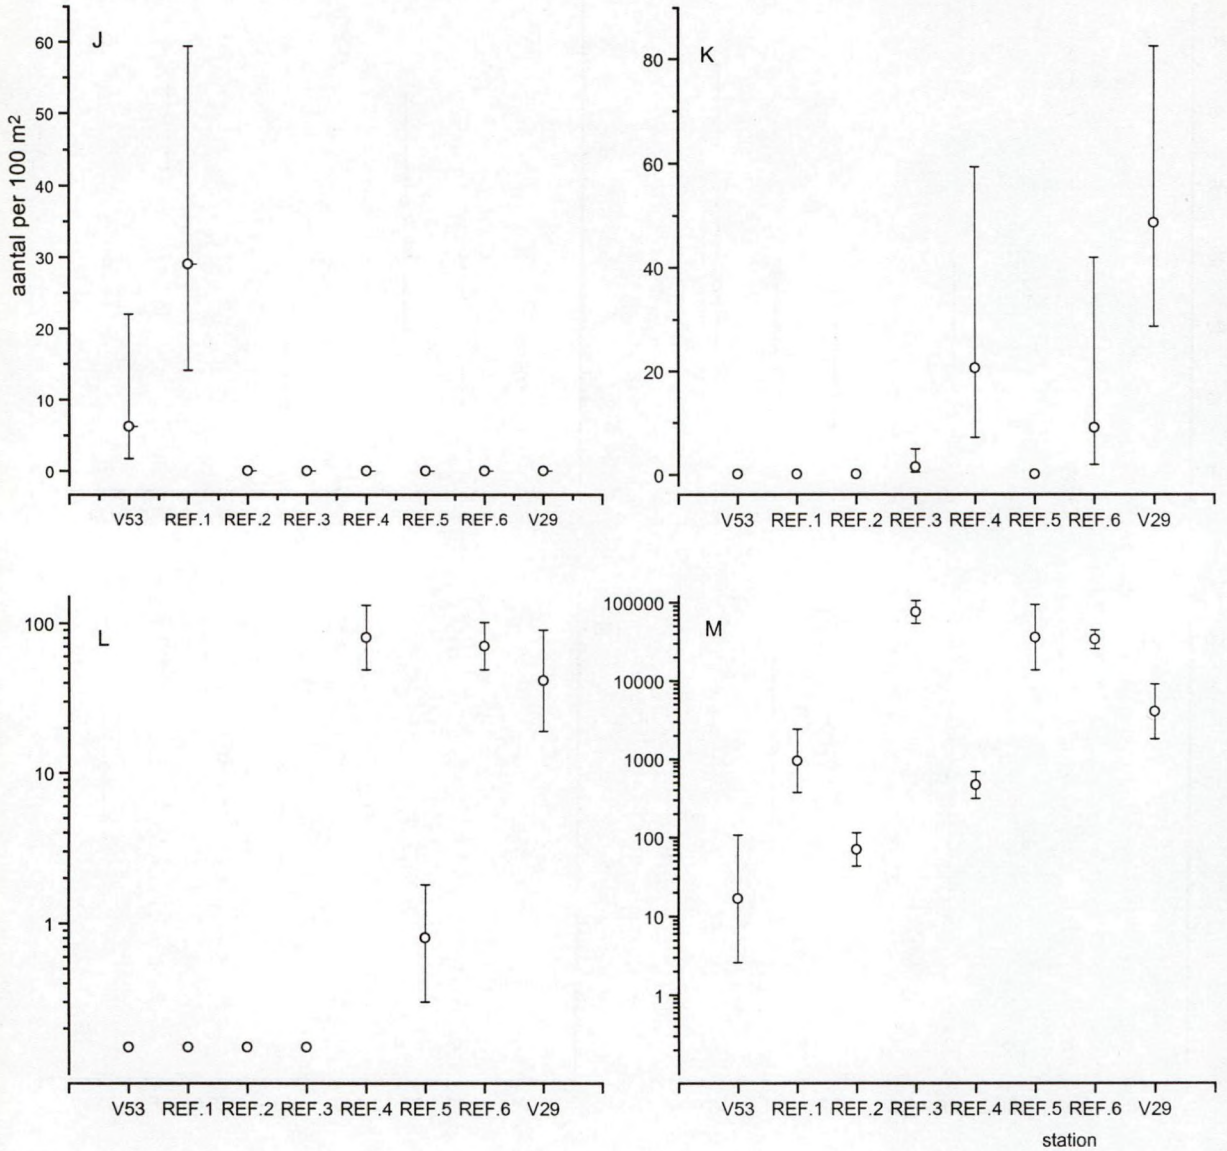 J
aantal per 100 m²
60
50
40
30
20
10
0
V53 REF.1 REF.2 REF.3 REF.4 REF.5 REF.6 V29
K
80
60
40
20
0
V53 REF.1 REF.2 REF.3 REF.4 REF.5 REF.6 V29
L
100
10
1
V53 REF.1 REF.2 REF.3 REF.4 REF.5 REF.6 V29
M
100000
10000
1000
100
10
1
V53 REF.1 REF.2 REF.3 REF.4 REF.5 REF.6 V29
station